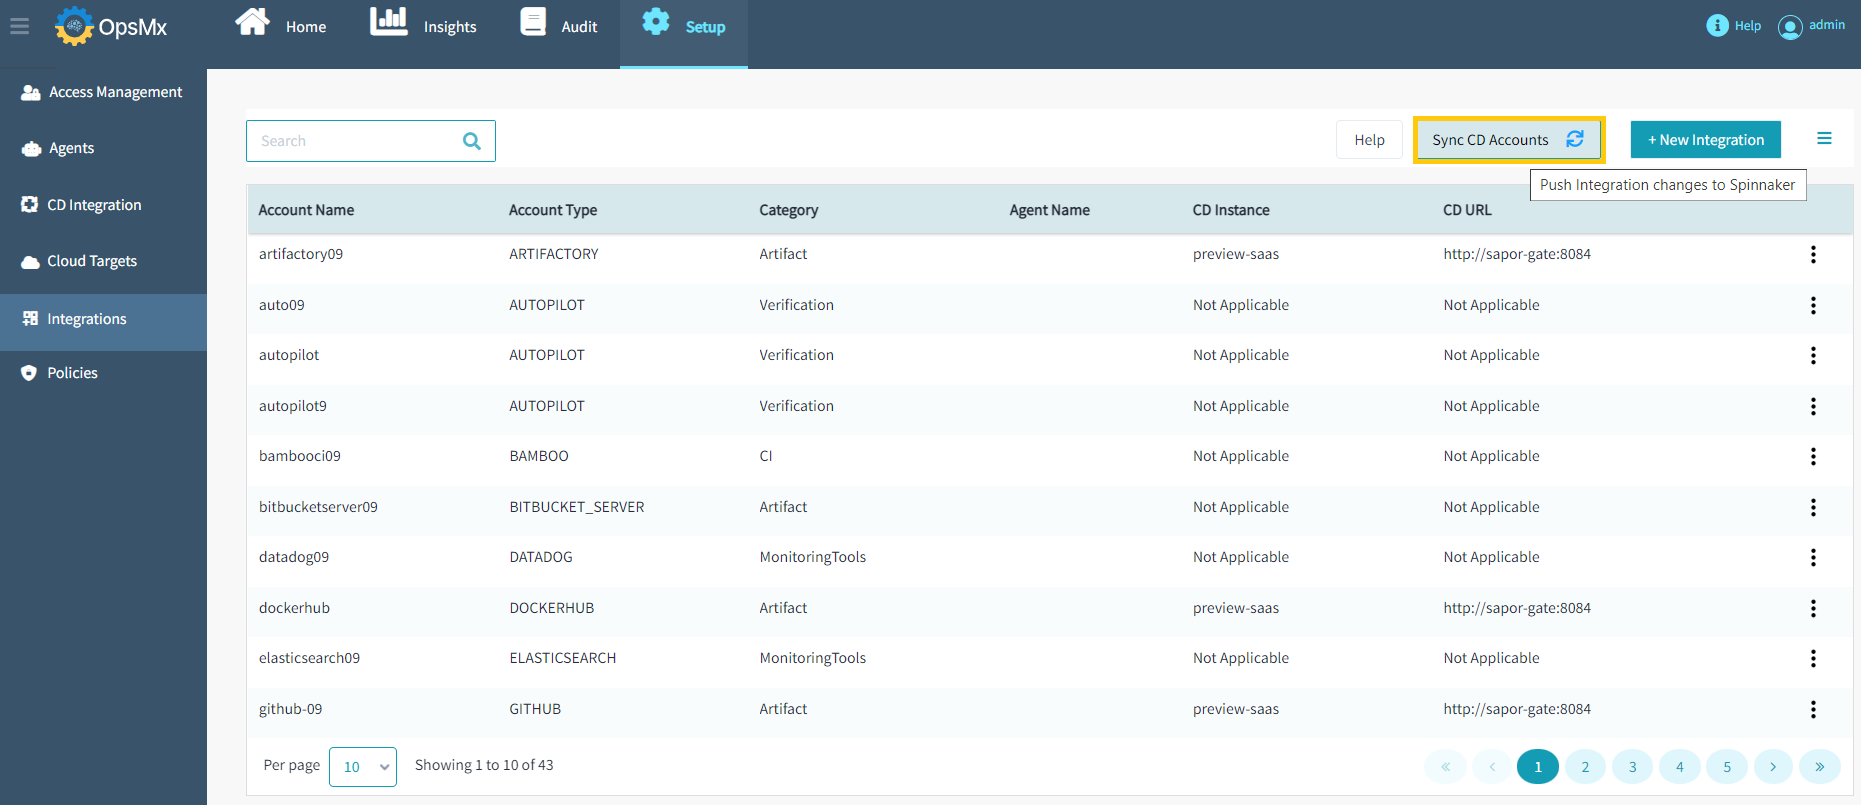 OpsMx
Home
Insights
Audit
Setup
Help
admin
Access Management
Agents
CD Integration
Cloud Targets
Integrations
Policies
Search
Help
Sync CD Accounts
+ New Integration
Push Integration changes to Spinnaker
Account Name Account Type Category Agent Name CD Instance CD URL
artifactory09 ARTIFACTORY Artifact preview-saas http://sapor-gate:8084
auto09 AUTOPILOT Verification Not Applicable Not Applicable
autopilot AUTOPILOT Verification Not Applicable Not Applicable
autopilot9 AUTOPILOT Verification Not Applicable Not Applicable
bambooci09 BAMBOO CI Not Applicable Not Applicable
bitbucketserver09 BITBUCKET_SERVER Artifact Not Applicable Not Applicable
datadog09 DATADOG MonitoringTools Not Applicable Not Applicable
dockerhub DOCKERHUB Artifact preview-saas http://sapor-gate:8084
elasticsearch09 ELASTICSEARCH MonitoringTools Not Applicable Not Applicable
github-09 GITHUB Artifact preview-saas http://sapor-gate:8084
Per page 10 Showing 1 to 10 of 43 « ‹ 1 2 3 4 5 › »